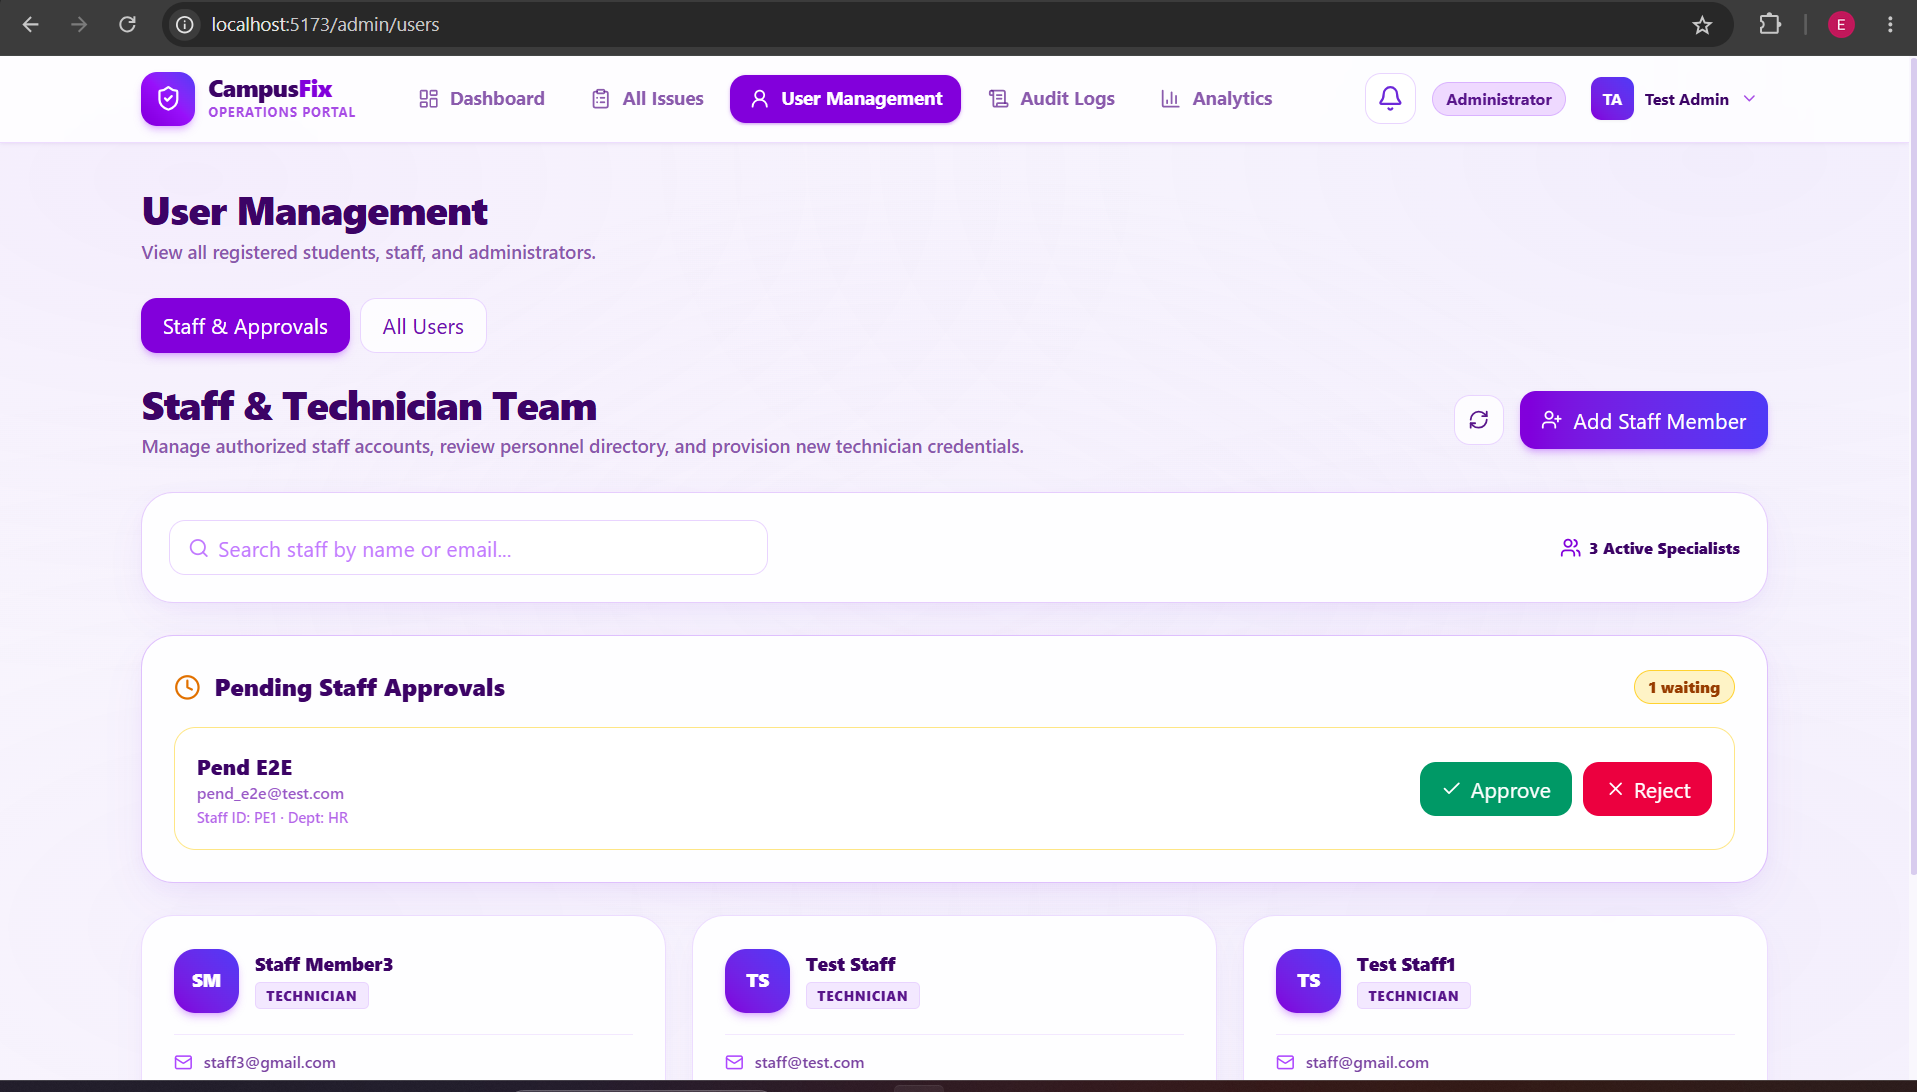 localhost:5173/admin/users
E
CampusFix
OPERATIONS PORTAL
Dashboard
All Issues
User Management
Audit Logs
Analytics
Administrator
TA
Test Admin
User Management
View all registered students, staff, and administrators.
Staff & Approvals
All Users
Staff & Technician Team
Manage authorized staff accounts, review personnel directory, and provision new technician credentials.
Add Staff Member
Search staff by name or email...
3 Active Specialists
Pending Staff Approvals
1 waiting
Pend E2E
pend_e2e@test.com
Staff ID: PE1 · Dept: HR
Approve
Reject
SM
Staff Member3
TECHNICIAN
staff3@gmail.com
TS
Test Staff
TECHNICIAN
staff@test.com
TS
Test Staff1
TECHNICIAN
staff@gmail.com